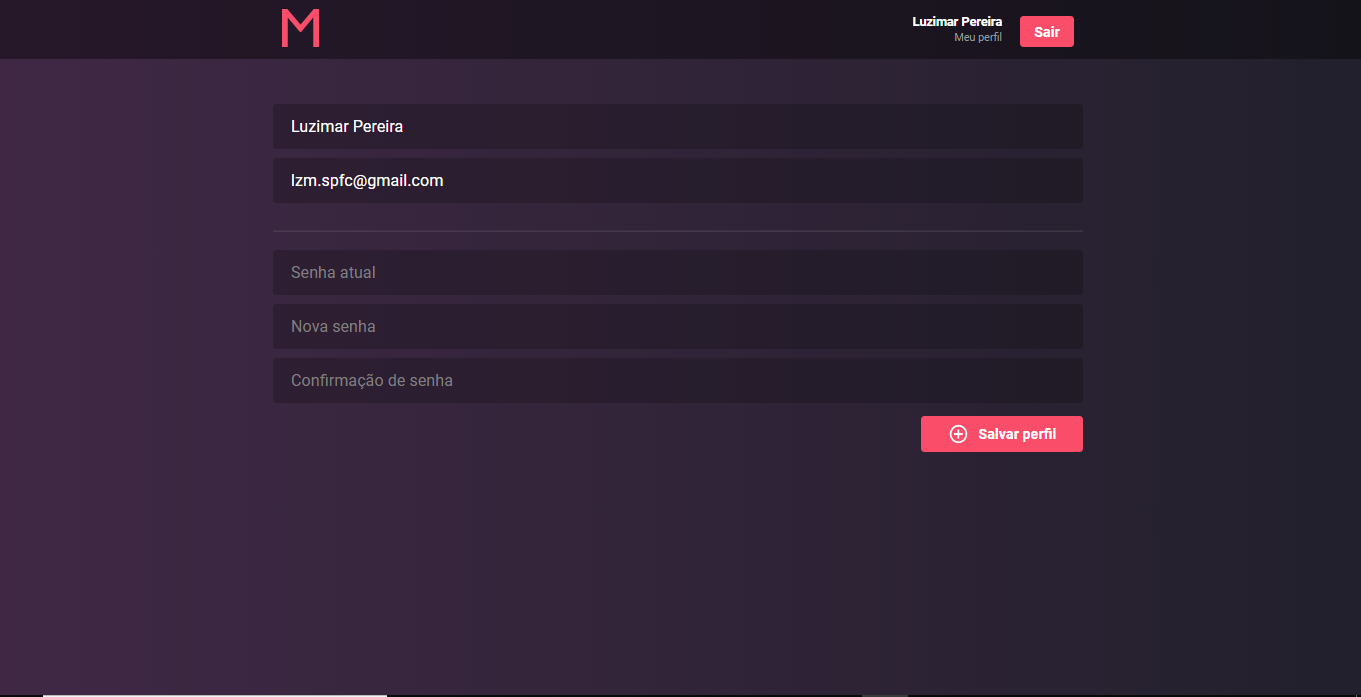 M
Luzimar Pereira
Meu perfil
Sair
Luzimar Pereira
lzm.spfc@gmail.com
Senha atual
Nova senha
Confirmação de senha
Salvar perfil